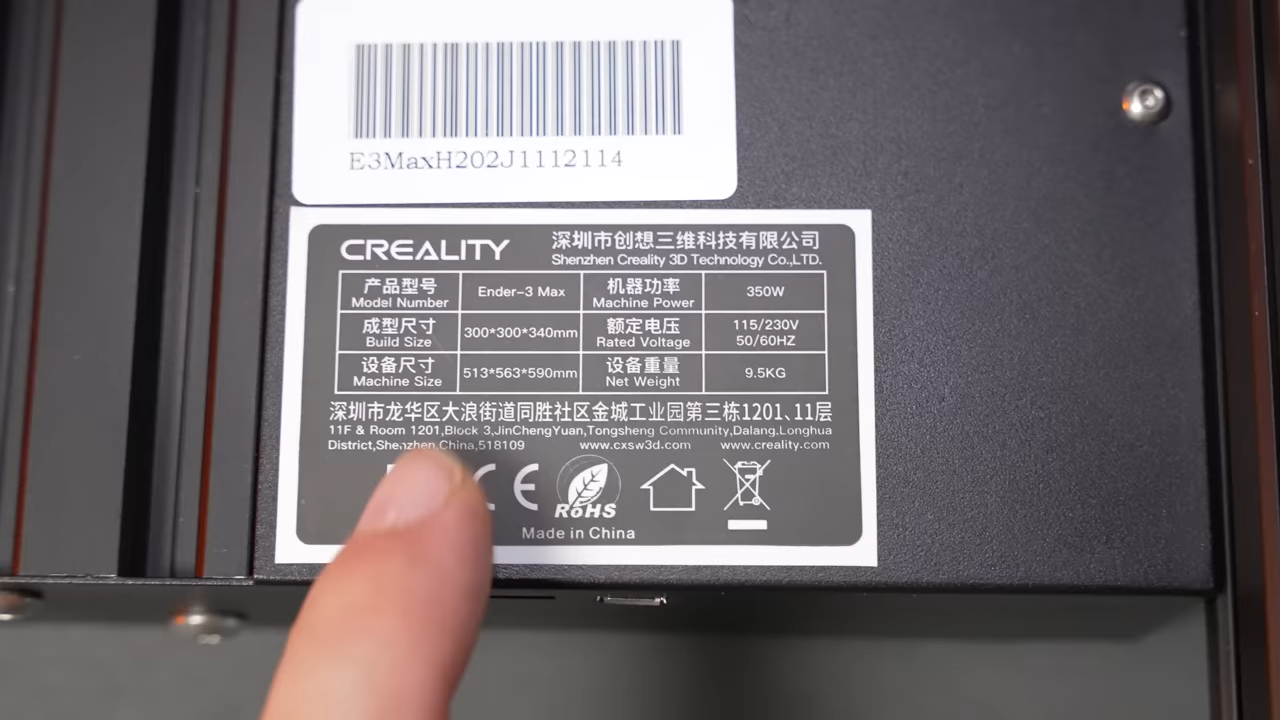 E3MaxH202J1112114
CREALITY
深圳市创想三维科技有限公司
Shenzhen Creality 3D Technology Co.,LTD.
产品型号
Model Number
Ender-3 Max
机器功率
Machine Power
350W
成型尺寸
Build Size
300*300*340mm
额定电压
Rated Voltage
115/230V
50/60HZ
设备尺寸
Machine Size
513*563*590mm
设备重量
Net Weight
9.5KG
深圳市龙华区大浪街道同胜社区金城工业园第三栋1201、11层
11F & Room 1201,Block 3,JinChengYuan,Tongsheng Community,Dalang,Longhua
District,Shenzhen,China,518109 www.cxsw3d.com www.creality.com
CE
RoHS
Made in China